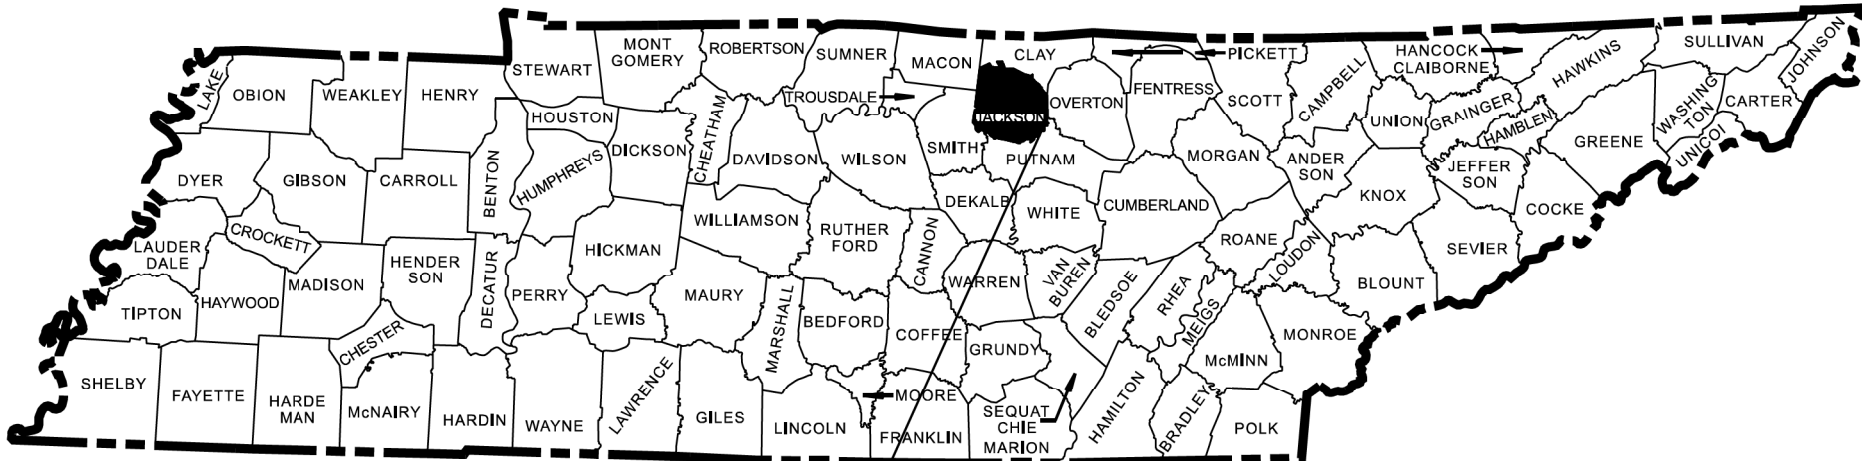 MONT
GOMERY
ROBERTSON
SUMNER
MACON
CLAY
PICKETT
HANCOCK
CLAIBORNE
HAWKINS
SULLIVAN
JOHNSON
STEWART
LAKE
OBION
WEAKLEY
HENRY
HOUSTON
CHEATHAM
TROUSDALE
JACKSON
OVERTON
FENTRESS
SCOTT
CAMPBELL
UNION
GRAINGER
HAMBLEN
WASHING
TON
CARTER
UNICOI
GREENE
DICKSON
DAVIDSON
WILSON
SMITH
PUTNAM
MORGAN
ANDER
SON
JEFFER
SON
KNOX
COCKE
DYER
GIBSON
CARROLL
BENTON
HUMPHREYS
WILLIAMSON
RUTHER
FORD
CANNON
DEKALB
WHITE
CUMBERLAND
ROANE
LOUDON
SEVIER
BLOUNT
LAUDER
DALE
CROCKETT
HENDER
SON
DECATUR
HICKMAN
PERRY
LEWIS
MAURY
MARSHALL
BEDFORD
COFFEE
WARREN
VAN
BUREN
BLEDSOE
RHEA
MEIGS
MONROE
McMINN
TIPTON
HAYWOOD
MADISON
CHESTER
GRUNDY
SHELBY
FAYETTE
HARDE
MAN
McNAIRY
HARDIN
WAYNE
LAWRENCE
GILES
LINCOLN
MOORE
FRANKLIN
SEQUAT
CHIE
MARION
HAMILTON
BRADLEY
POLK